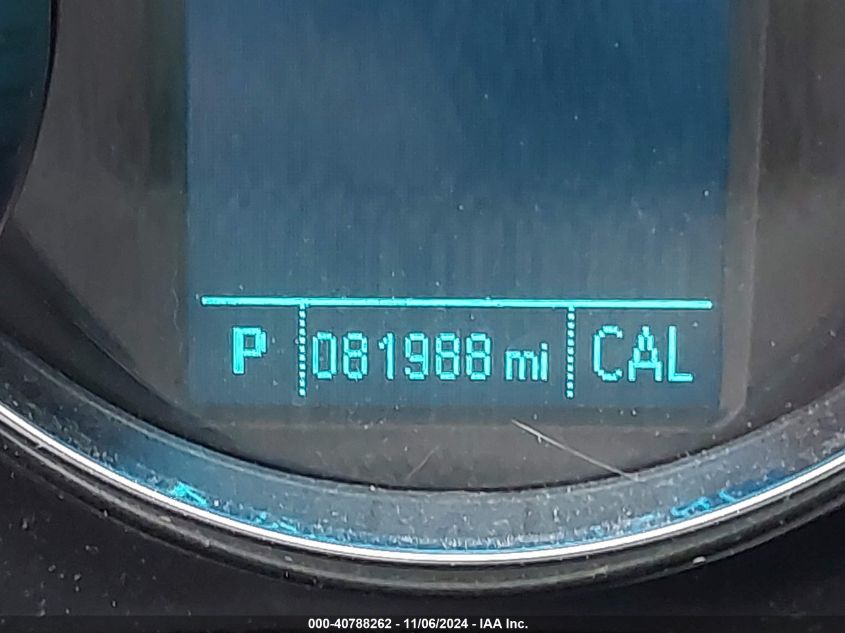 P 081988 mi CAL
000-40788262 - 11/06/2024 - IAA Inc.